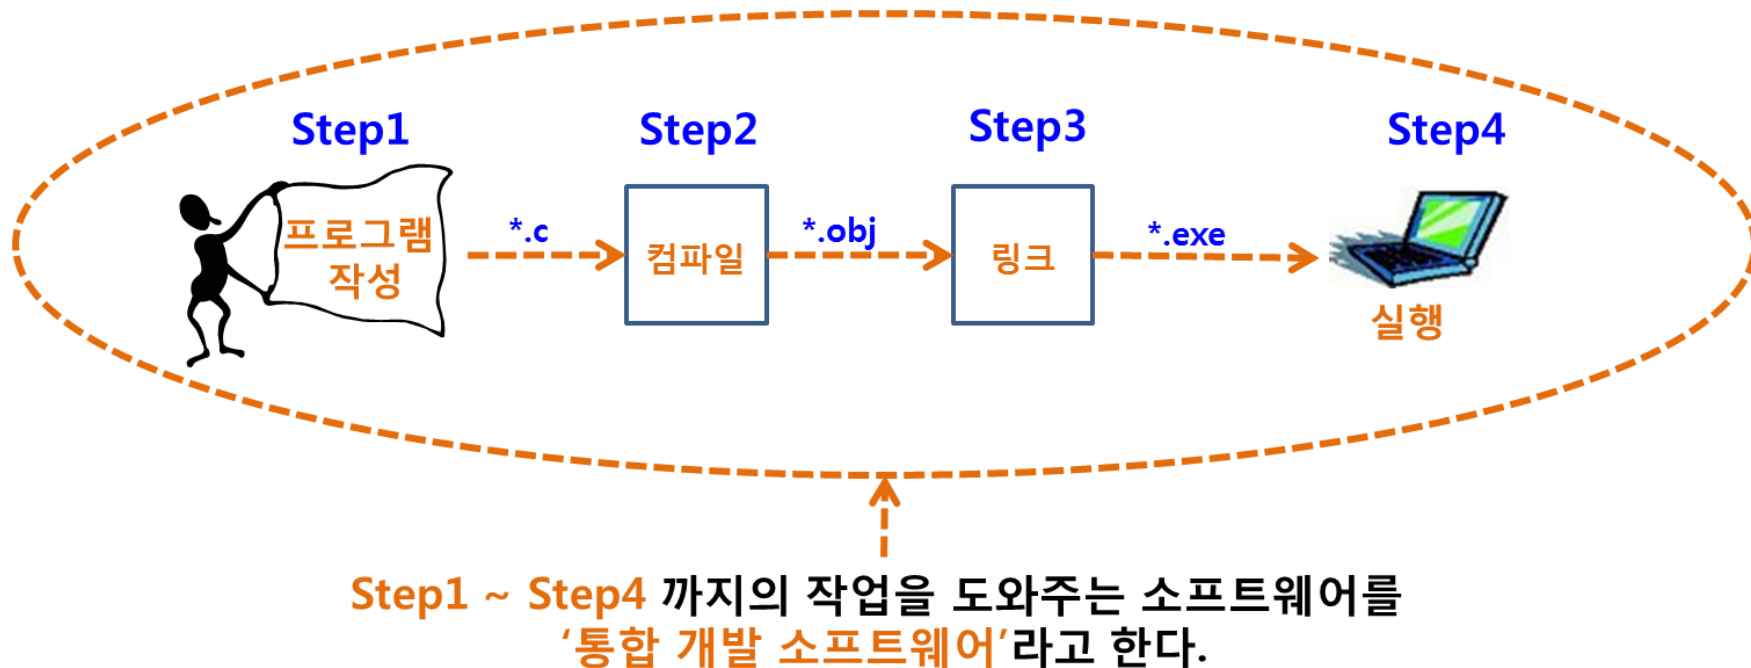 Step1
Step2
Step3
Step4
프로그램
작성
*.c
컴파일
*.obj
링크
*.exe
실행
Step1 ~ Step4 까지의 작업을 도와주는 소프트웨어를
‘통합 개발 소프트웨어’라고 한다.